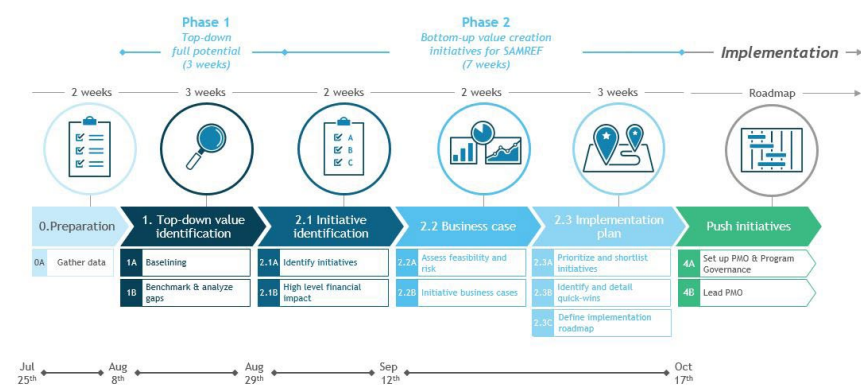 Phase 1
Top-down
full potential
(3 weeks)
Phase 2
Bottom-up value creation
initiatives for SAMREF
(7 weeks)
Implementation
2 weeks
3 weeks
2 weeks
2 weeks
3 weeks
Roadmap
A
B
C
0.Preparation
1. Top-down value
identification
2.1 Initiative
identification
2.2 Business case
2.3 Implementation
plan
Push initiatives
0A Gather data
1A Baselining
1B Benchmark & analyze
gaps
2.1A Identify initiatives
2.1B High level financial
impact
2.2A Assess feasibility and
risk
2.2B Initiative business cases
2.3A Prioritize and shortlist
initiatives
2.3B Identify and detail
quick-wins
2.3C Define implementation
roadmap
4A Set up PMO & Program
Governance
4B Lead PMO
Jul
25th
Aug
8th
Aug
29th
Sep
12th
Oct
17th